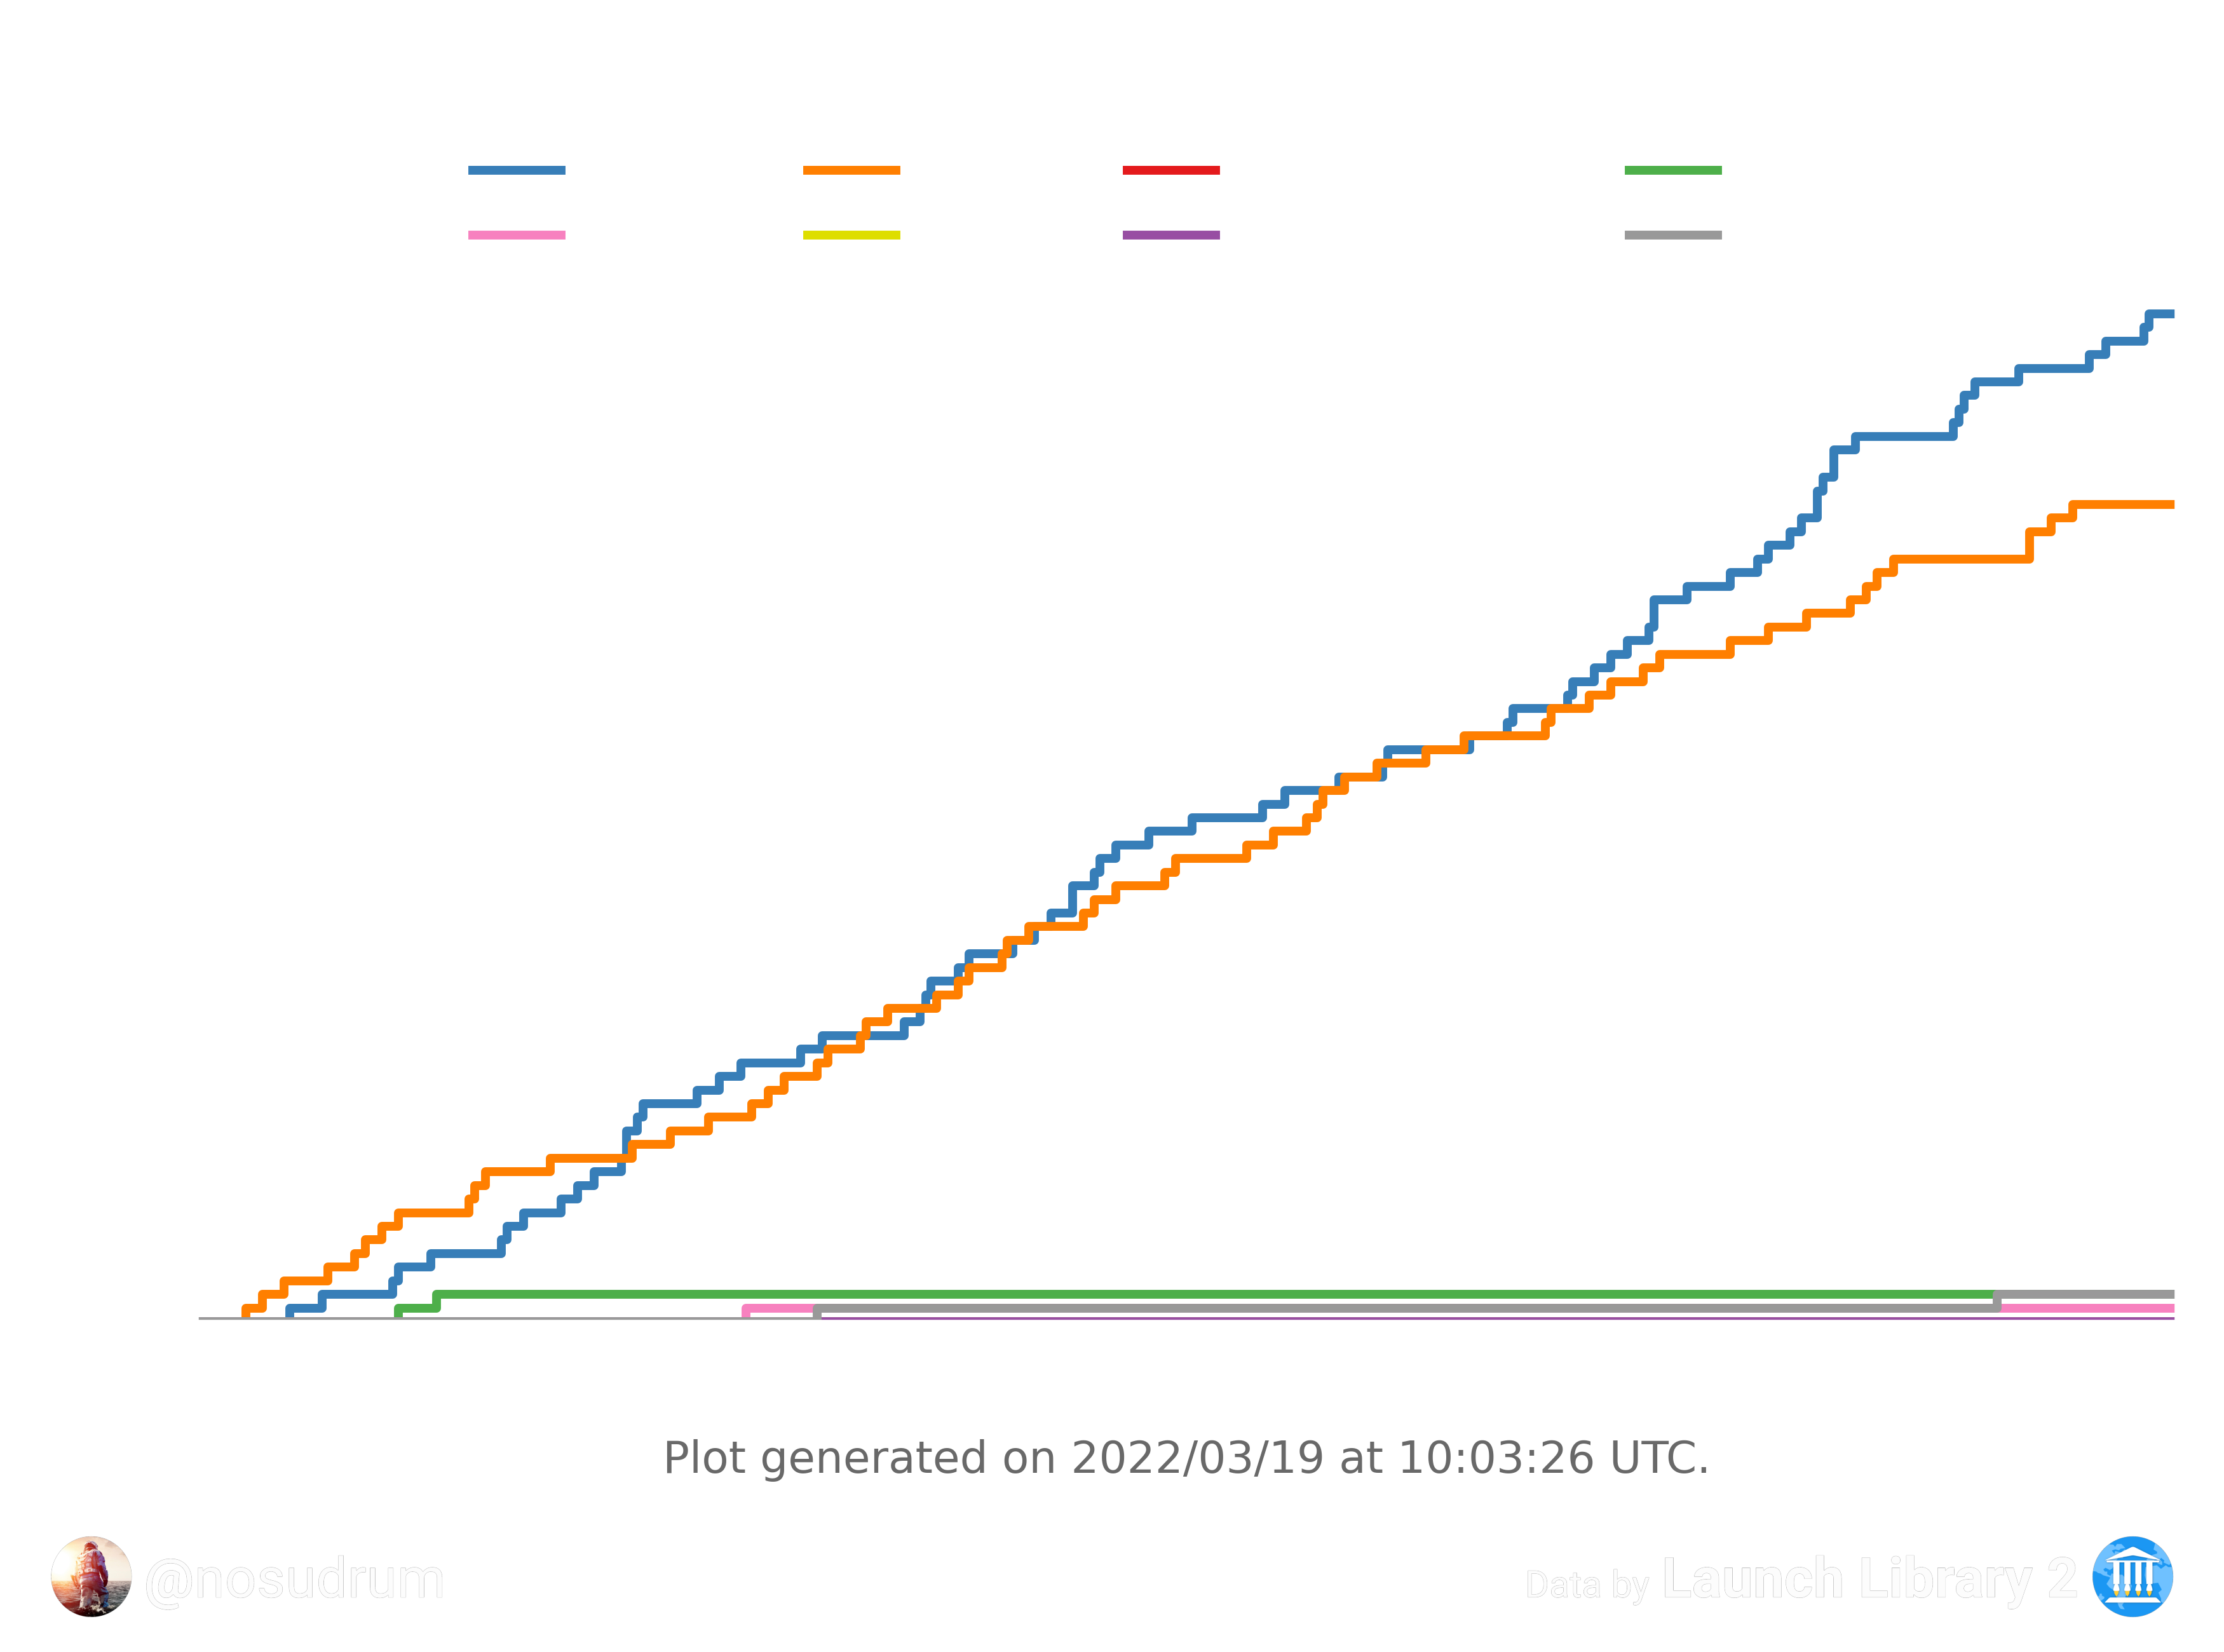 Plot generated on 2022/03/19 at 10:03:26 UTC.
@nosudrum
Data by Launch Library 2